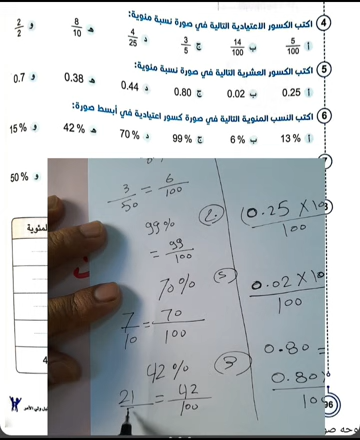 4 اكتب الكسور الاعتيادية التالية في صورة نسبة مئوية:
أ 5/100 ب 14/100 ج 3/5 د 4/25 هـ 8/10 و 2/2
5 اكتب الكسور العشرية التالية في صورة نسبة مئوية:
أ 0.25 ب 0.02 ج 0.80 د 0.44 هـ 0.38 و 0.7
6 اكتب النسب المئوية التالية في صورة كسور اعتيادية في أبسط صورة:
أ 13% ب 6% ج 99% د 70% هـ 42% و 15%
7
و 50%
المئوية
3/50 = 6/100
99%
= 99/100
70%
7/10 = 70/100
42%
21 = 42/100
0.25 X 10
100
0.02 X 10
100
0.80 =
0.80
10
96